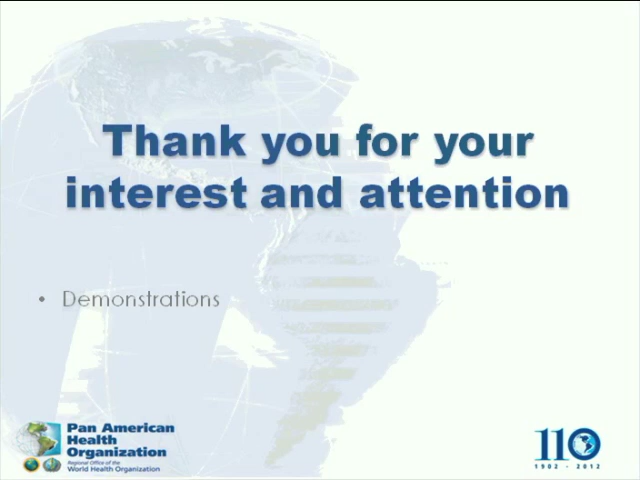 Thank you for your
interest and attention
• Demonstrations
Pan American
Health
Organization
Regional Office of the
World Health Organization
110
1902 - 2012